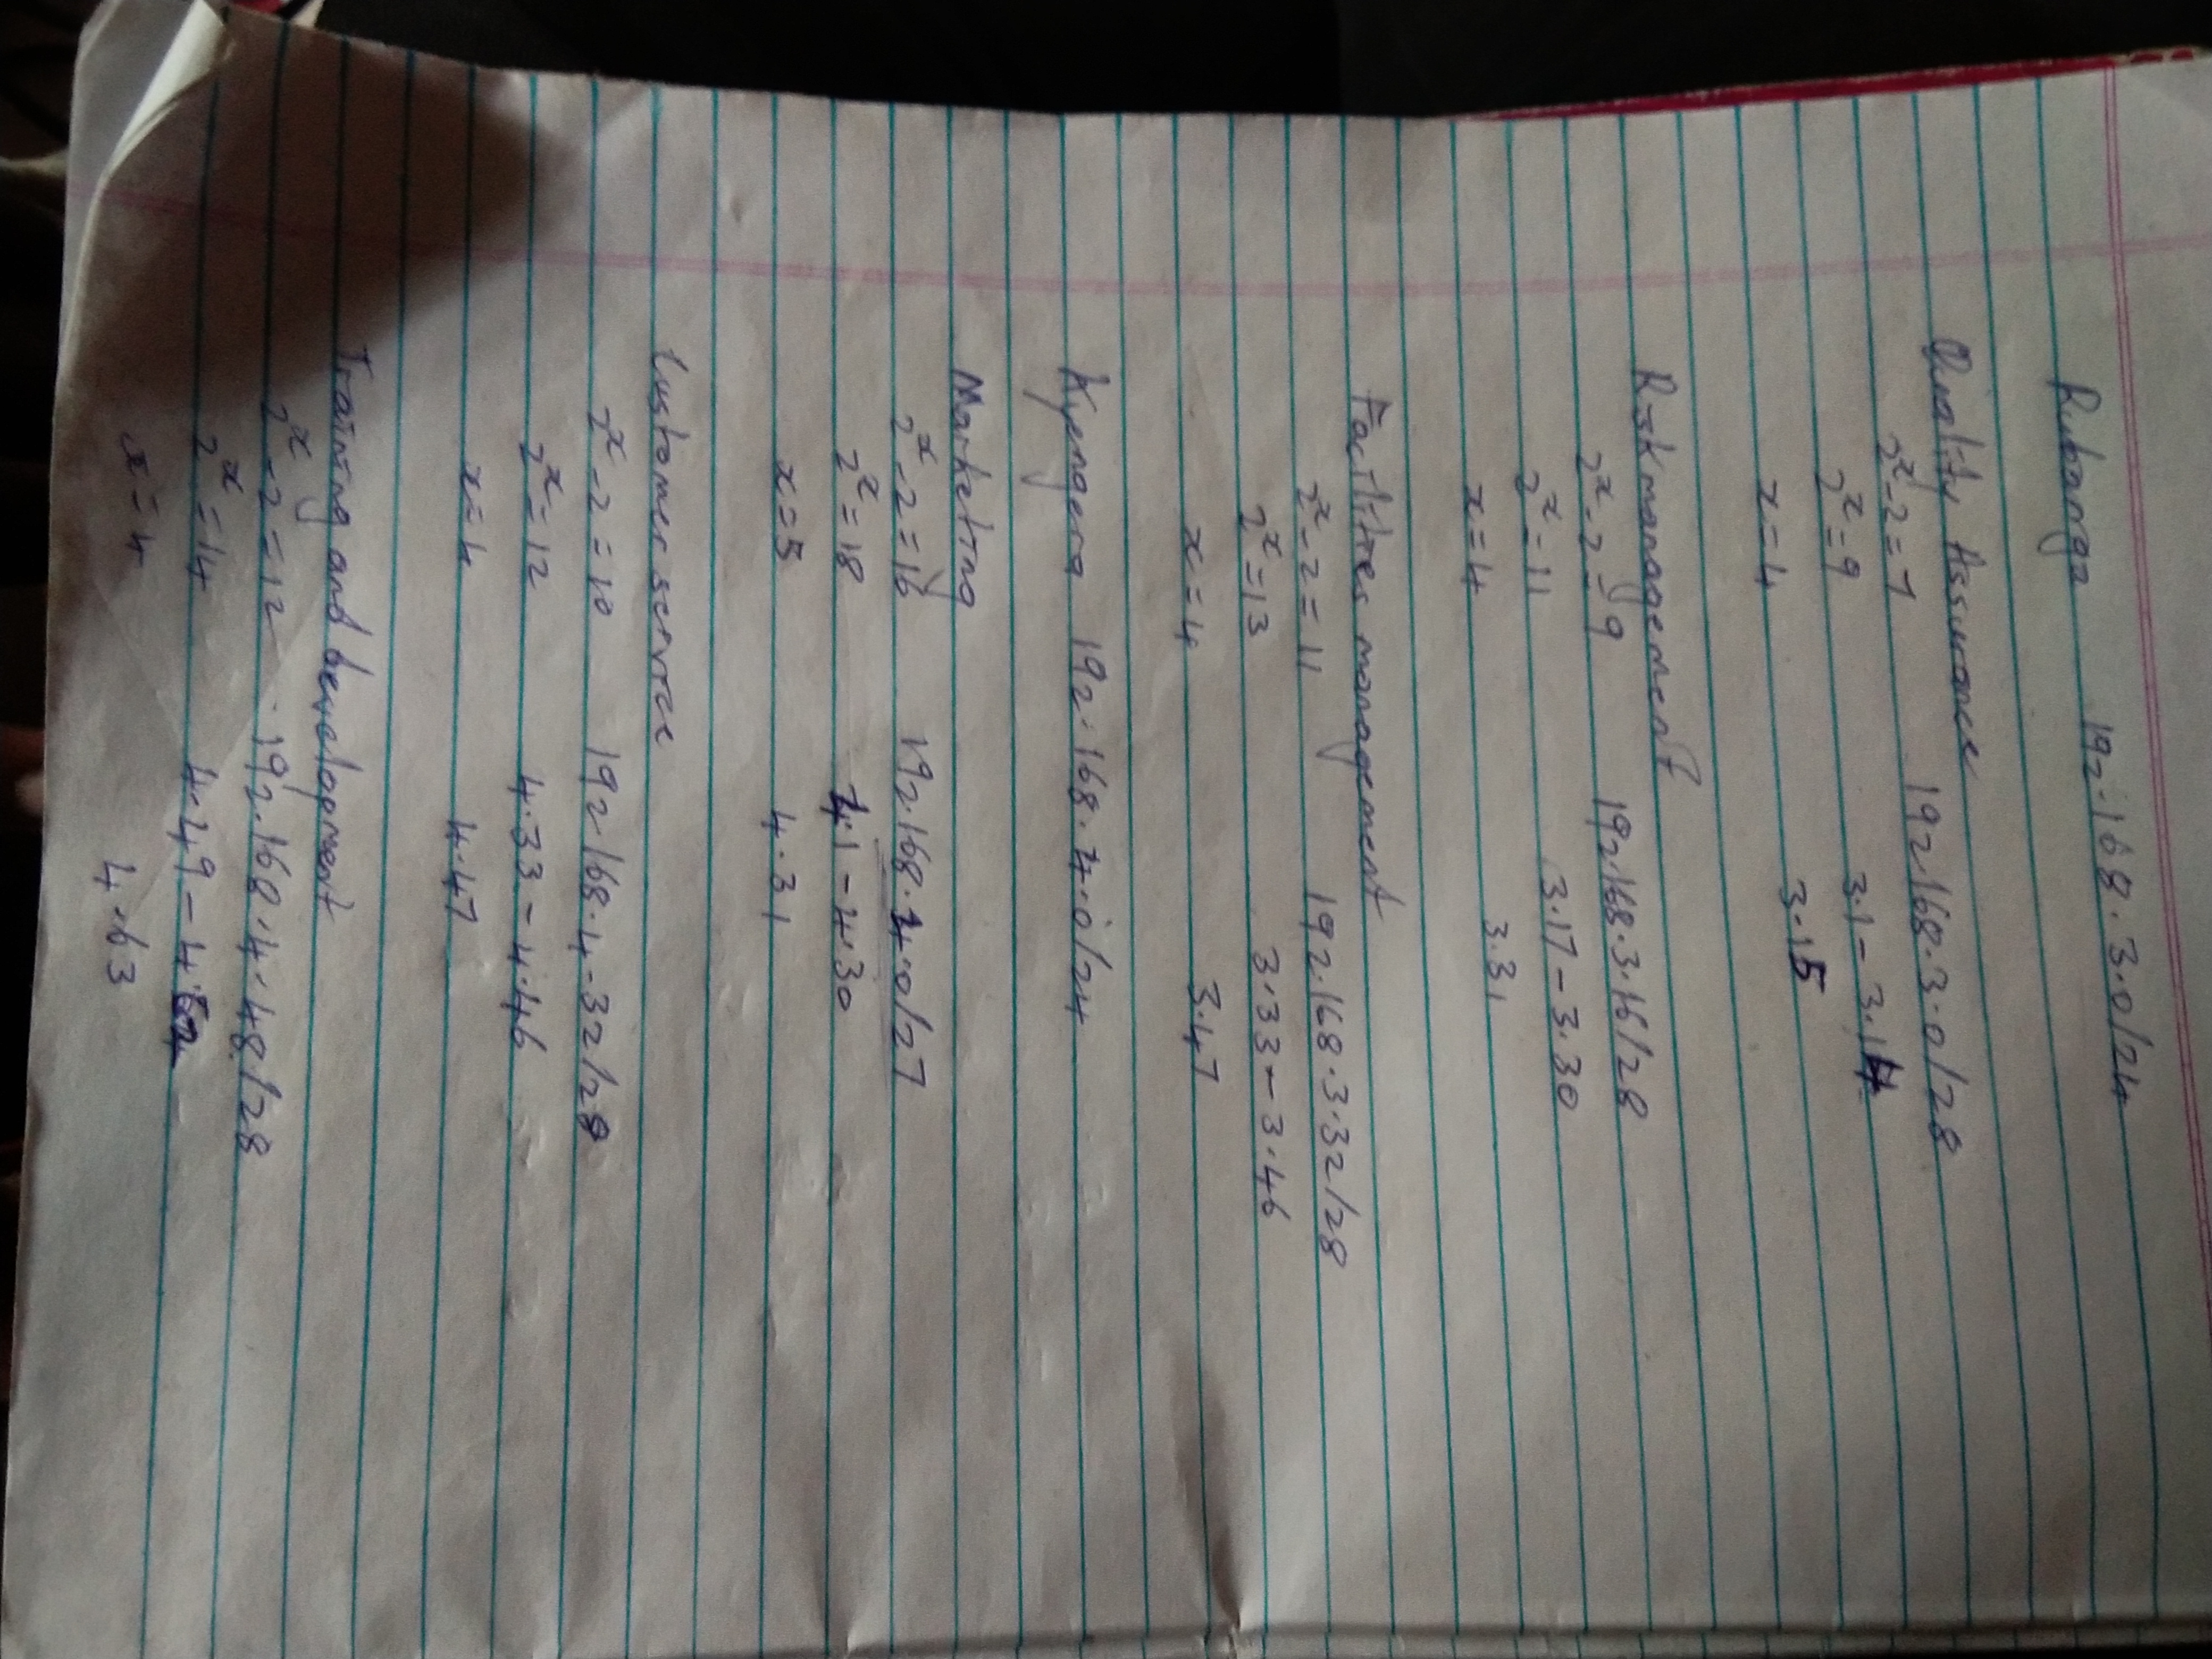 Rubanga 192.168.3.0/24
Quality Assurance 192.168.3.0/28
2^x - 2 = 7 3.1 - 3.14
2^x = 9 3.15
x = 4
Risk management 192.168.3.16/28
2^x - 2 = 9 3.17 - 3.30
2^x = 11 3.31
x = 4
Facilities management 192.168.3.32/28
2^x - 2 = 11 3.33 - 3.46
2^x = 13 3.47
x = 4
Kyengera 192.168.4.0/24
Marketing
2^x - 2 = 16 192.168.4.0/27
2^x = 18 4.1 - 4.30
x = 5 4.31
Customer service
2^x - 2 = 10 192.168.4.32/28
2^x = 12 4.33 - 4.46
x = 4 4.47
Training and development
2^x - 2 = 12 192.168.4.48/28
2^x = 14 4.49 - 4.62
x = 4 4.63